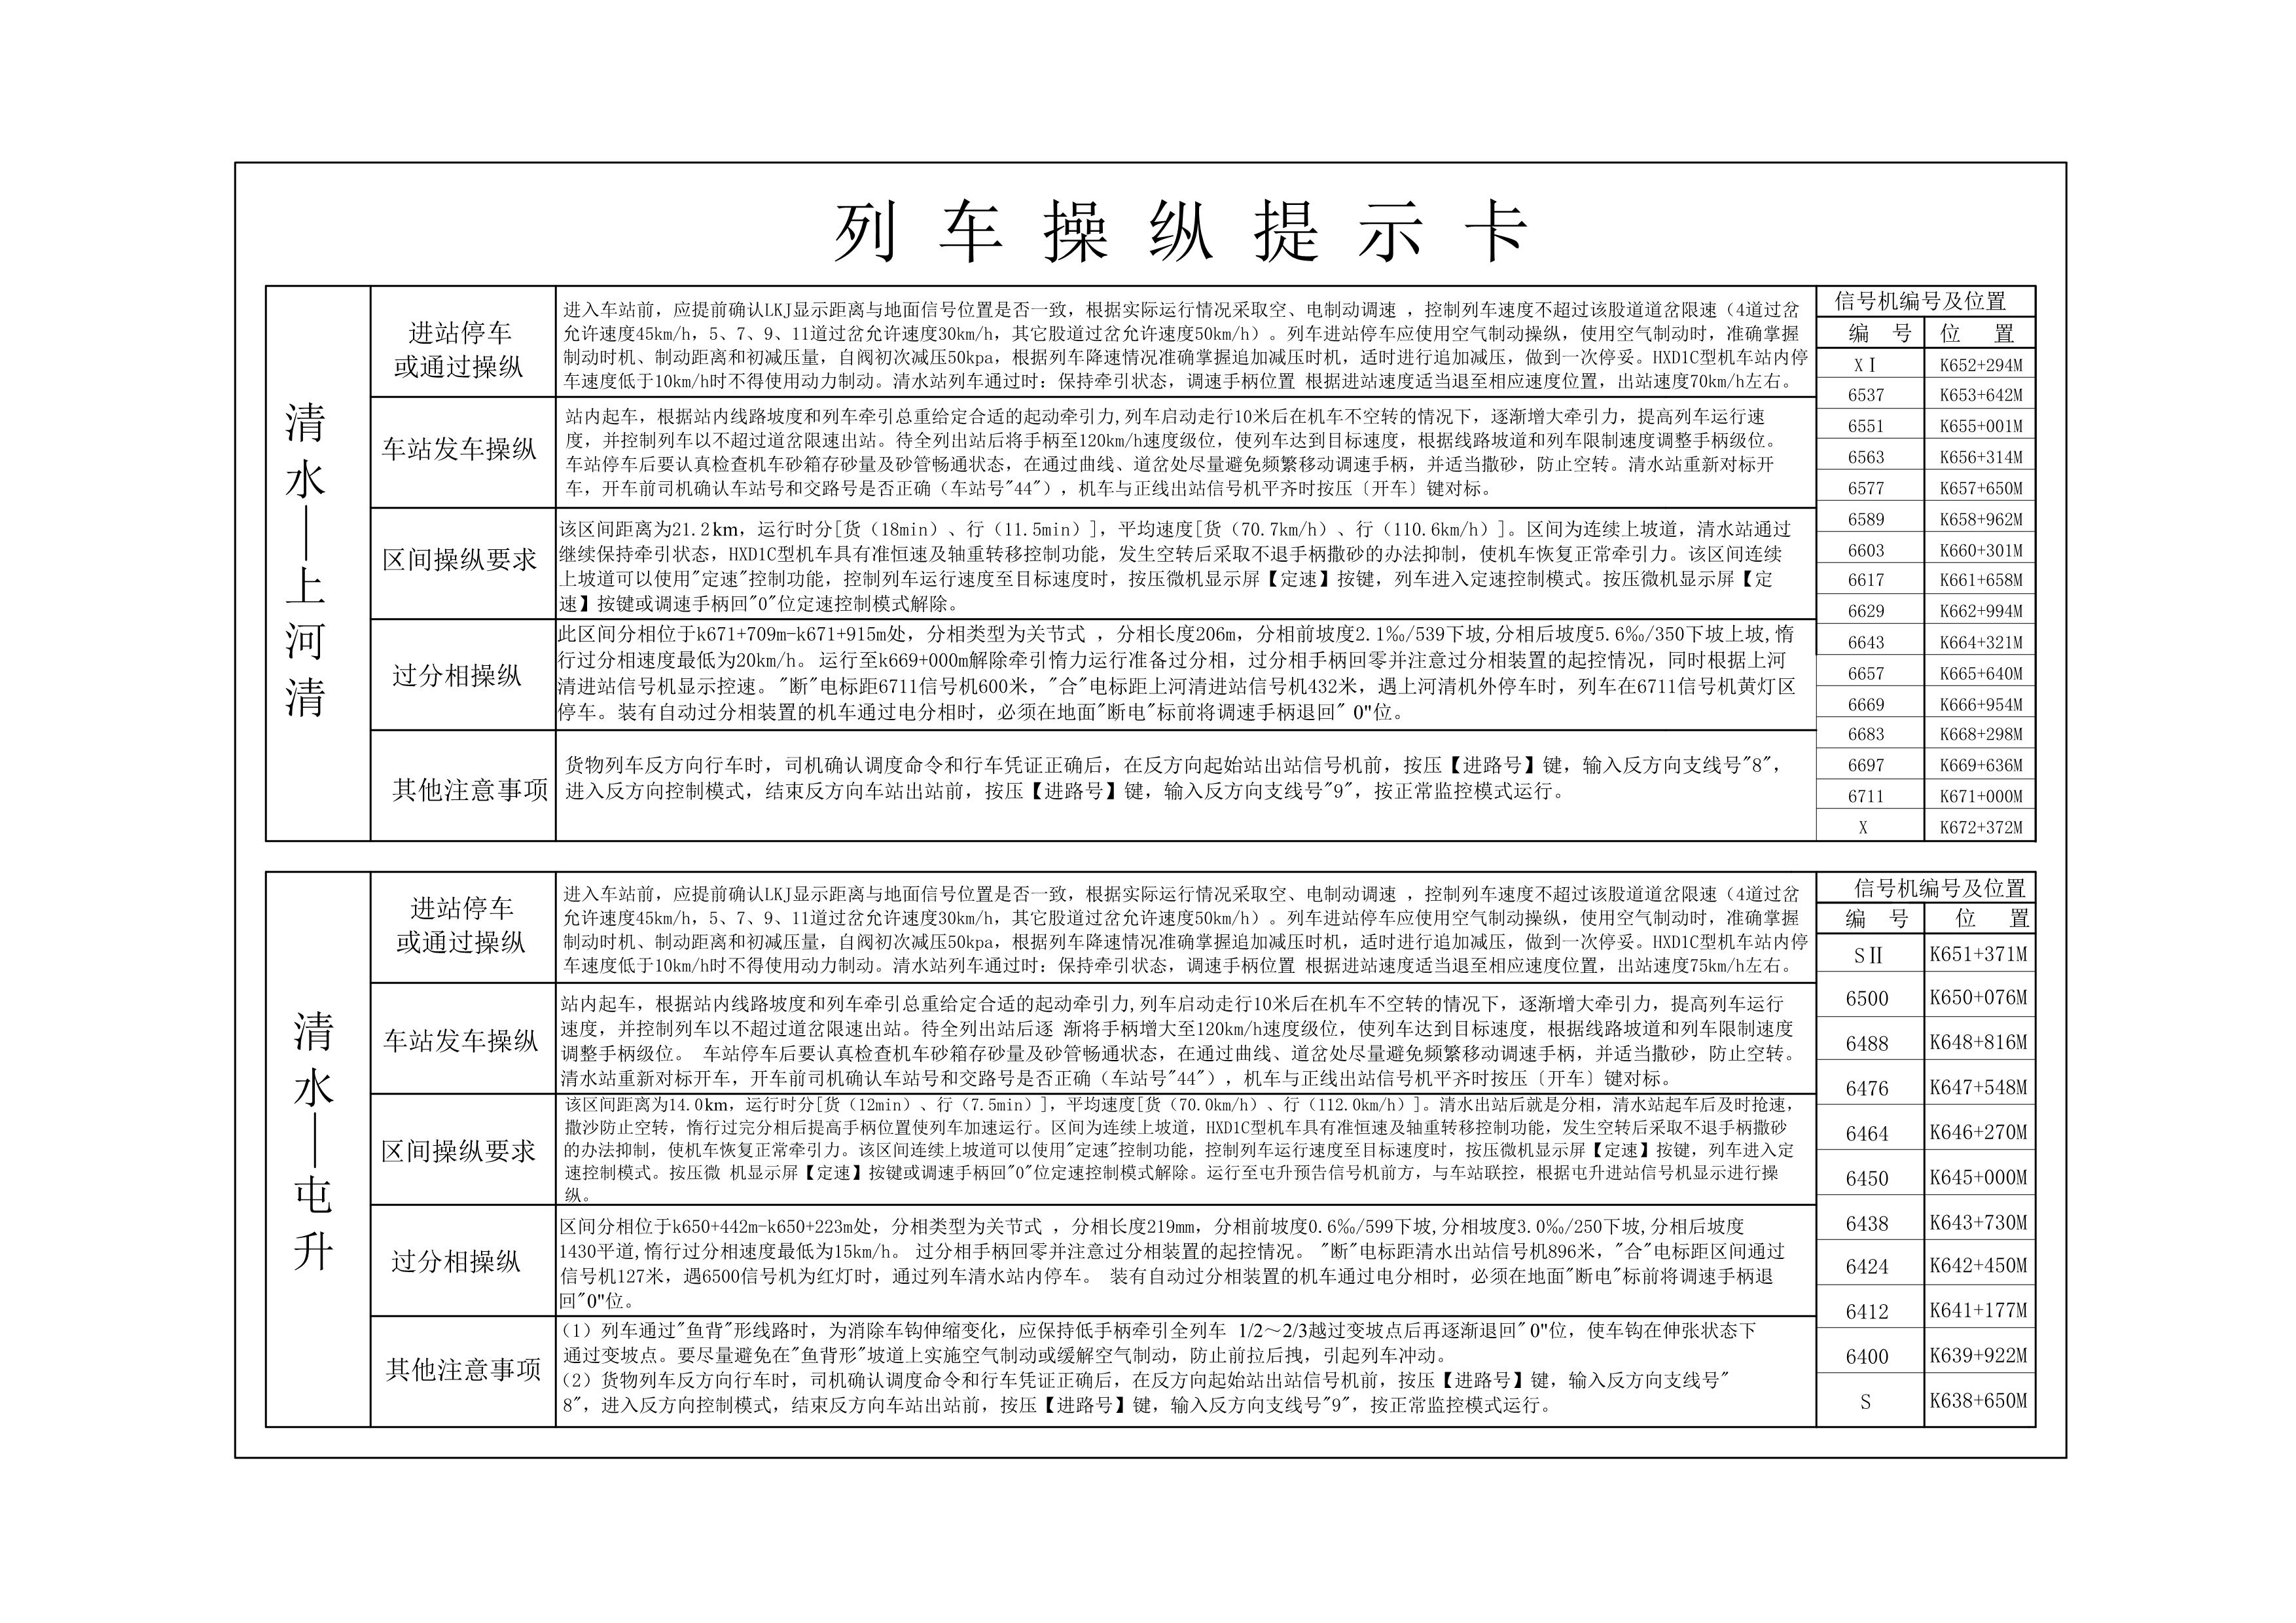 列车操纵提示卡
清水—上河清
进站停车
或通过操纵
进入车站前，应提前确认LKJ显示距离与地面信号位置是否一致，根据实际运行情况采取空、电制动调速 ，控制列车速度不超过该股道道岔限速（4道过岔
允许速度45km/h，5、7、9、11道过岔允许速度30km/h，其它股道过岔允许速度50km/h）。列车进站停车应使用空气制动操纵，使用空气制动时，准确掌握
制动时机、制动距离和初减压量，自阀初次减压50kpa，根据列车降速情况准确掌握追加减压时机，适时进行追加减压，做到一次停妥。HXD1C型机车站内停
车速度低于10km/h时不得使用动力制动。清水站列车通过时：保持牵引状态，调速手柄位置 根据进站速度适当退至相应速度位置，出站速度70km/h左右。
车站发车操纵
站内起车，根据站内线路坡度和列车牵引总重给定合适的起动牵引力,列车启动走行10米后在机车不空转的情况下，逐渐增大牵引力，提高列车运行速
度，并控制列车以不超过道岔限速出站。待全列出站后将手柄至120km/h速度级位，使列车达到目标速度，根据线路坡道和列车限制速度调整手柄级位。
车站停车后要认真检查机车砂箱存砂量及砂管畅通状态，在通过曲线、道岔处尽量避免频繁移动调速手柄，并适当撒砂，防止空转。清水站重新对标开
车，开车前司机确认车站号和交路号是否正确（车站号"44"），机车与正线出站信号机平齐时按压〔开车〕键对标。
区间操纵要求
该区间距离为21.2km，运行时分[货（18min）、行（11.5min）]，平均速度[货（70.7km/h）、行（110.6km/h）]。区间为连续上坡道，清水站通过
继续保持牵引状态，HXD1C型机车具有准恒速及轴重转移控制功能，发生空转后采取不退手柄撒砂的办法抑制，使机车恢复正常牵引力。该区间连续
上坡道可以使用"定速"控制功能，控制列车运行速度至目标速度时，按压微机显示屏【定速】按键，列车进入定速控制模式。按压微机显示屏【定
速】按键或调速手柄回"0"位定速控制模式解除。
过分相操纵
此区间分相位于k671+709m-k671+915m处，分相类型为关节式 ，分相长度206m，分相前坡度2.1‰/539下坡,分相后坡度5.6‰/350下坡上坡,惰
行过分相速度最低为20km/h。 运行至k669+000m解除牵引惰力运行准备过分相，过分相手柄回零并注意过分相装置的起控情况，同时根据上河
清进站信号机显示控速。"断"电标距6711信号机600米，"合"电标距上河清进站信号机432米，遇上河清机外停车时，列车在6711信号机黄灯区
停车。装有自动过分相装置的机车通过电分相时，必须在地面"断电"标前将调速手柄退回" 0"位。
其他注意事项
货物列车反方向行车时，司机确认调度命令和行车凭证正确后，在反方向起始站出站信号机前，按压【进路号】键，输入反方向支线号"8"，
进入反方向控制模式，结束反方向车站出站前，按压【进路号】键，输入反方向支线号"9"，按正常监控模式运行。
信号机编号及位置
编 号 位 置
XⅠ K652+294M
6537 K653+642M
6551 K655+001M
6563 K656+314M
6577 K657+650M
6589 K658+962M
6603 K660+301M
6617 K661+658M
6629 K662+994M
6643 K664+321M
6657 K665+640M
6669 K666+954M
6683 K668+298M
6697 K669+636M
6711 K671+000M
X K672+372M
清水—屯升
进站停车
或通过操纵
进入车站前，应提前确认LKJ显示距离与地面信号位置是否一致，根据实际运行情况采取空、电制动调速 ，控制列车速度不超过该股道道岔限速（4道过岔
允许速度45km/h，5、7、9、11道过岔允许速度30km/h，其它股道过岔允许速度50km/h）。列车进站停车应使用空气制动操纵，使用空气制动时，准确掌握
制动时机、制动距离和初减压量，自阀初次减压50kpa，根据列车降速情况准确掌握追加减压时机，适时进行追加减压，做到一次停妥。HXD1C型机车站内停
车速度低于10km/h时不得使用动力制动。清水站列车通过时：保持牵引状态，调速手柄位置 根据进站速度适当退至相应速度位置，出站速度75km/h左右。
车站发车操纵
站内起车，根据站内线路坡度和列车牵引总重给定合适的起动牵引力,列车启动走行10米后在机车不空转的情况下，逐渐增大牵引力，提高列车运行
速度，并控制列车以不超过道岔限速出站。待全列出站后逐 渐将手柄增大至120km/h速度级位，使列车达到目标速度，根据线路坡道和列车限制速度
调整手柄级位。 车站停车后要认真检查机车砂箱存砂量及砂管畅通状态，在通过曲线、道岔处尽量避免频繁移动调速手柄，并适当撒砂，防止空转。
清水站重新对标开车，开车前司机确认车站号和交路号是否正确（车站号"44"），机车与正线出站信号机平齐时按压〔开车〕键对标。
区间操纵要求
该区间距离为14.0km，运行时分[货（12min）、行（7.5min）]，平均速度[货（70.0km/h）、行（112.0km/h）]。清水出站后就是分相，清水站起车后及时抢速，
撒沙防止空转，惰行过完分相后提高手柄位置使列车加速运行。区间为连续上坡道，HXD1C型机车具有准恒速及轴重转移控制功能，发生空转后采取不退手柄撒砂
的办法抑制，使机车恢复正常牵引力。该区间连续上坡道可以使用"定速"控制功能，控制列车运行速度至目标速度时，按压微机显示屏【定速】按键，列车进入定
速控制模式。按压微 机显示屏【定速】按键或调速手柄回"0"位定速控制模式解除。运行至屯升预告信号机前方，与车站联控，根据屯升进站信号机显示进行操
纵。
过分相操纵
区间分相位于k650+442m-k650+223m处，分相类型为关节式 ，分相长度219mm，分相前坡度0.6‰/599下坡,分相坡度3.0‰/250下坡,分相后坡度
1430平道,惰行过分相速度最低为15km/h。 过分相手柄回零并注意过分相装置的起控情况。 "断"电标距清水出站信号机896米，"合"电标距区间通过
信号机127米，遇6500信号机为红灯时，通过列车清水站内停车。 装有自动过分相装置的机车通过电分相时，必须在地面"断电"标前将调速手柄退
回"0"位。
其他注意事项
（1）列车通过"鱼背"形线路时，为消除车钩伸缩变化，应保持低手柄牵引全列车 1/2～2/3越过变坡点后再逐渐退回" 0"位，使车钩在伸张状态下
通过变坡点。要尽量避免在"鱼背形"坡道上实施空气制动或缓解空气制动，防止前拉后拽，引起列车冲动。
（2）货物列车反方向行车时，司机确认调度命令和行车凭证正确后，在反方向起始站出站信号机前，按压【进路号】键，输入反方向支线号"
8"，进入反方向控制模式，结束反方向车站出站前，按压【进路号】键，输入反方向支线号"9"，按正常监控模式运行。
信号机编号及位置
编 号 位 置
SⅡ K651+371M
6500 K650+076M
6488 K648+816M
6476 K647+548M
6464 K646+270M
6450 K645+000M
6438 K643+730M
6424 K642+450M
6412 K641+177M
6400 K639+922M
S K638+650M